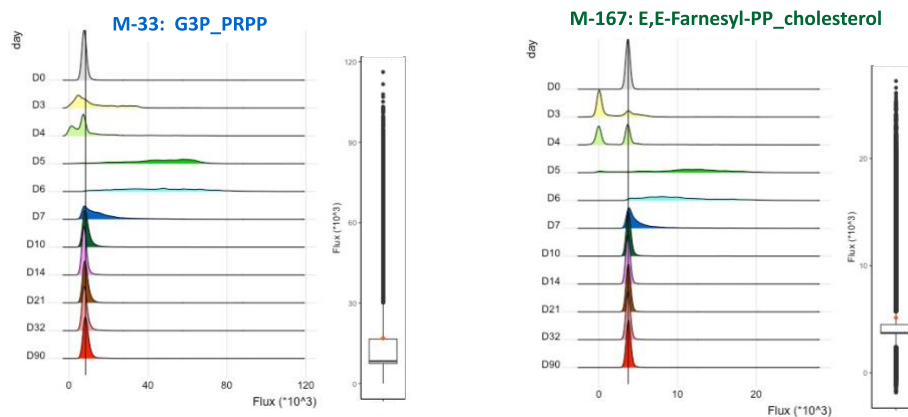 M-33: G3P_PRPP
day
D0
D3
D4
D5
D6
D7
D10
D14
D21
D32
D90
0
40
80
120
Flux (*10^3)
120
90
60
30
0
Flux (*10^3)
M-167: E,E-Farnesyl-PP_cholesterol
day
D0
D3
D4
D5
D6
D7
D10
D14
D21
D32
D90
0
10
20
Flux (*10^3)
20
10
0
Flux (*10^3)